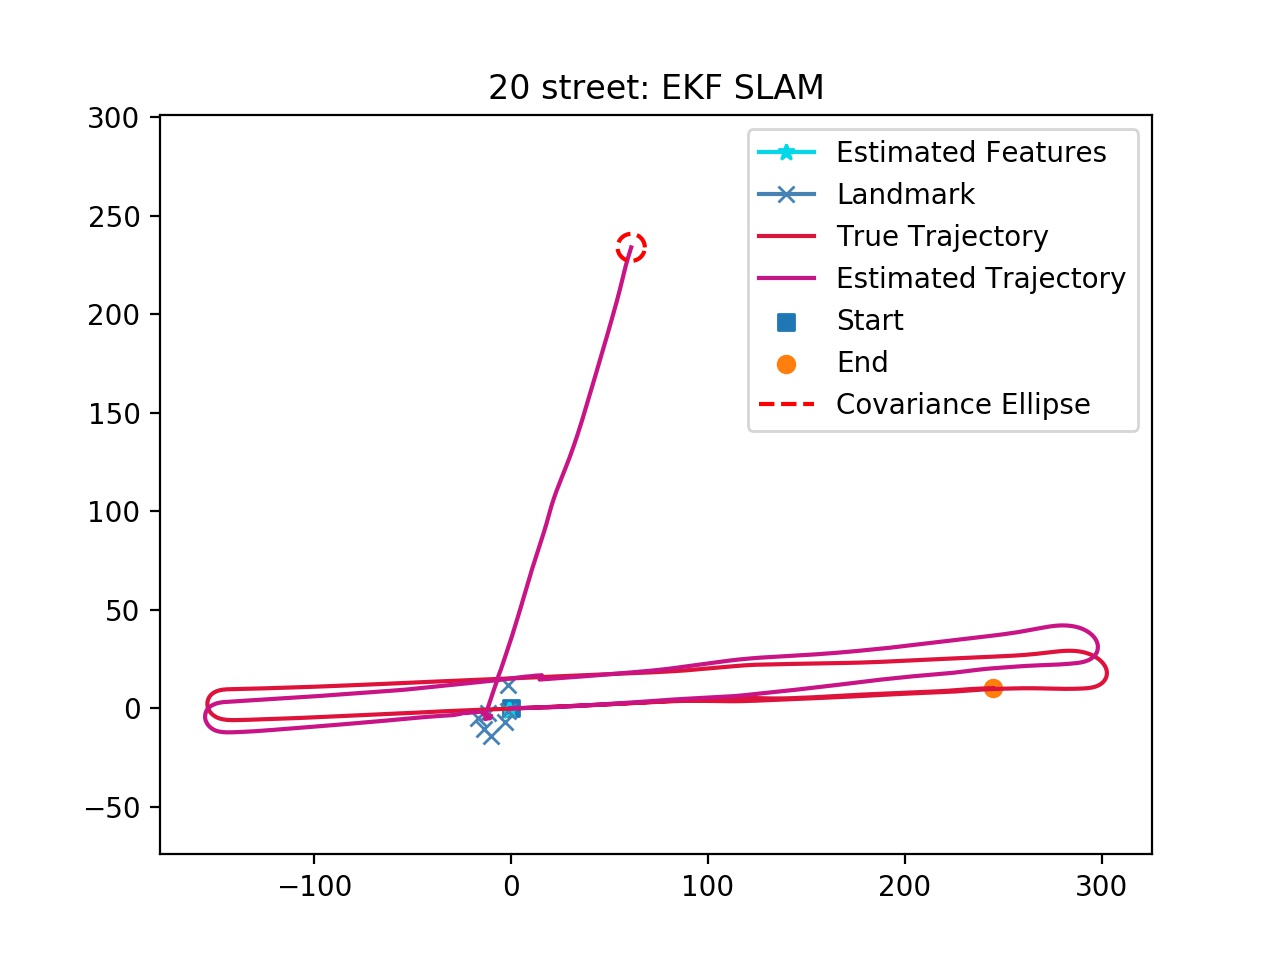 20 street: EKF SLAM
300
250
200
150
100
50
0
−50
−100
0
100
200
300
Estimated Features
Landmark
True Trajectory
Estimated Trajectory
Start
End
Covariance Ellipse